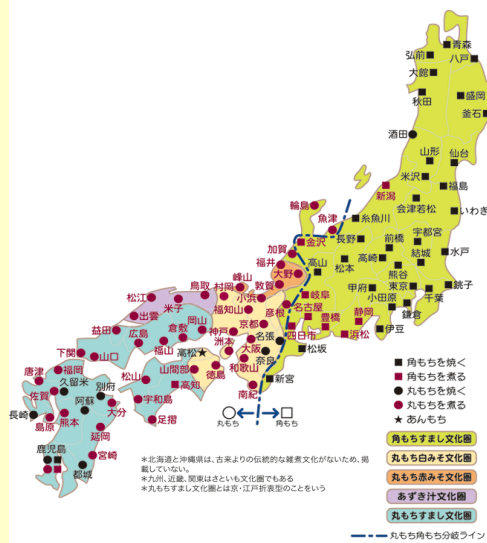 青森
弘前
八戸
大館
秋田
盛岡
釜石
酒田
山形
仙台
米沢
新潟
福島
会津若松
いわき
輪島
魚津
糸魚川
加賀
金沢
長野
前橋
宇都宮
福井
大野
高山
松本
高崎
結城
水戸
熊谷
敦賀
峰山
鳥取
村岡
小浜
岐阜
甲府
東京
千葉
銚子
松江
米子
福知山
彦根
名古屋
静岡
小田原
鎌倉
出雲
岡山
京都
名張
豊橋
伊豆
益田
広島
倉敷
神戸
四日市
浜松
洲本
大阪
奈良
松坂
下関
山口
福山
高松
和歌山
唐津
福岡
松山
山間部
徳島
新宮
久留米
別府
高知
南紀
佐賀
阿蘇
大分
宇和島
長崎
島原
熊本
足摺
延岡
鹿児島
宮崎
都城
丸もち
角もち
角もちを焼く
角もちを煮る
丸もちを焼く
丸もちを煮る
あんもち
角もちすまし文化圏
丸もち白みそ文化圏
丸もち赤みそ文化圏
あずき汁文化圏
丸もちすまし文化圏
丸もち角もち分岐ライン
＊北海道と沖縄県は、古来よりの伝統的な雑煮文化がないため、掲
載していない。
＊九州、近畿、関東はさといも文化圏でもある
＊丸もちすまし文化圏とは京・江戸折衷型のことをいう